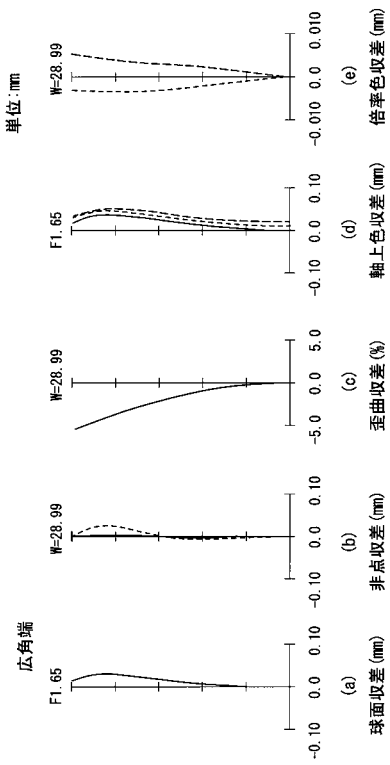 広角端
単位:mm
F1.65
-0.10 0.0 0.10
(a)
球面収差(mm)
W=28.99
-0.10 0.0 0.10
(b)
非点収差(mm)
W=28.99
-5.0 0.0 5.0
(c)
歪曲収差(%)
F1.65
-0.10 0.0 0.10
(d)
軸上色収差(mm)
W=28.99
-0.010 0.0 0.010
(e)
倍率色収差(mm)